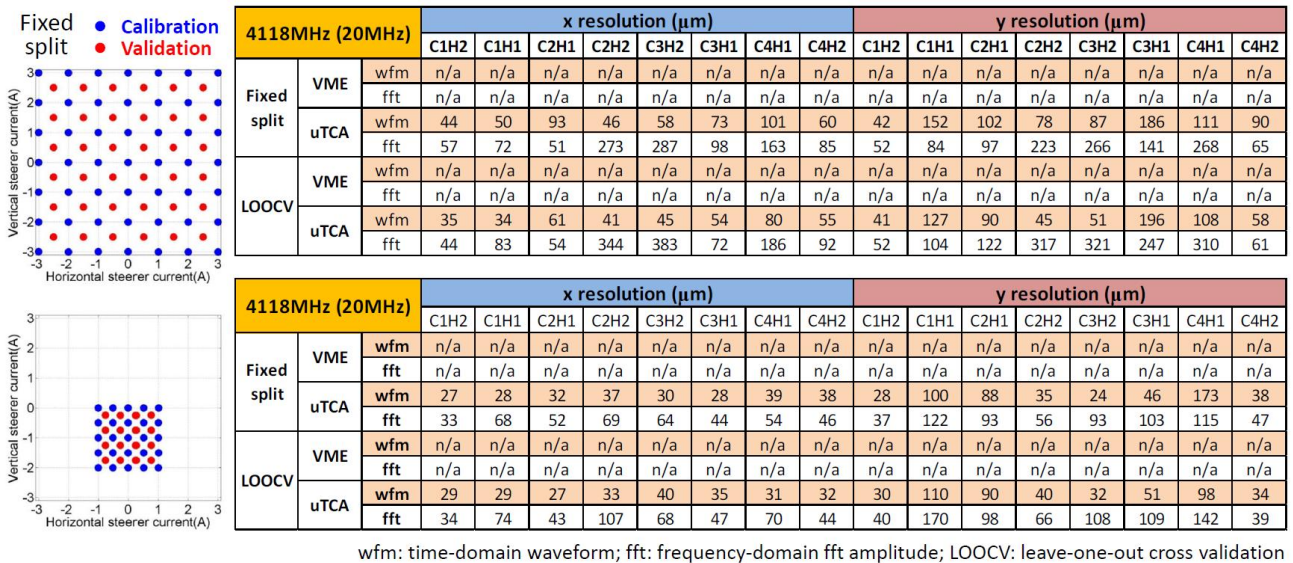 Fixed split
Calibration
Validation
3
2
1
0
-1
-2
-3
Vertical steerer current(A)
-3 -2 -1 0 1 2 3
Horizontal steerer current(A)
4118MHz (20MHz) x resolution (μm) y resolution (μm)
C1H2 C1H1 C2H1 C2H2 C3H2 C3H1 C4H1 C4H2 C1H2 C1H1 C2H1 C2H2 C3H2 C3H1 C4H1 C4H2
Fixed split VME wfm n/a n/a n/a n/a n/a n/a n/a n/a n/a n/a n/a n/a n/a n/a n/a n/a
fft n/a n/a n/a n/a n/a n/a n/a n/a n/a n/a n/a n/a n/a n/a n/a n/a
uTCA wfm 44 50 93 46 58 73 101 60 42 152 102 78 87 186 111 90
fft 57 72 51 273 287 98 163 85 52 84 97 223 266 141 268 65
LOOCV VME wfm n/a n/a n/a n/a n/a n/a n/a n/a n/a n/a n/a n/a n/a n/a n/a n/a
fft n/a n/a n/a n/a n/a n/a n/a n/a n/a n/a n/a n/a n/a n/a n/a n/a
uTCA wfm 35 34 61 41 45 54 80 55 41 127 90 45 51 196 108 58
fft 44 83 54 344 383 72 186 92 52 104 122 317 321 247 310 61
3
2
1
0
-1
-2
-3
Vertical steerer current(A)
-3 -2 -1 0 1 2 3
Horizontal steerer current(A)
4118MHz (20MHz) x resolution (μm) y resolution (μm)
C1H2 C1H1 C2H1 C2H2 C3H2 C3H1 C4H1 C4H2 C1H2 C1H1 C2H1 C2H2 C3H2 C3H1 C4H1 C4H2
Fixed split VME wfm n/a n/a n/a n/a n/a n/a n/a n/a n/a n/a n/a n/a n/a n/a n/a n/a
fft n/a n/a n/a n/a n/a n/a n/a n/a n/a n/a n/a n/a n/a n/a n/a n/a
uTCA wfm 27 28 32 37 30 28 39 38 28 100 88 35 24 46 173 38
fft 33 68 52 69 64 44 54 46 37 122 93 56 93 103 115 47
LOOCV VME wfm n/a n/a n/a n/a n/a n/a n/a n/a n/a n/a n/a n/a n/a n/a n/a n/a
fft n/a n/a n/a n/a n/a n/a n/a n/a n/a n/a n/a n/a n/a n/a n/a n/a
uTCA wfm 29 29 27 33 40 35 31 32 30 110 90 40 32 51 98 34
fft 34 74 43 107 68 47 70 44 40 170 98 66 108 109 142 39
wfm: time-domain waveform; fft: frequency-domain fft amplitude; LOOCV: leave-one-out cross validation